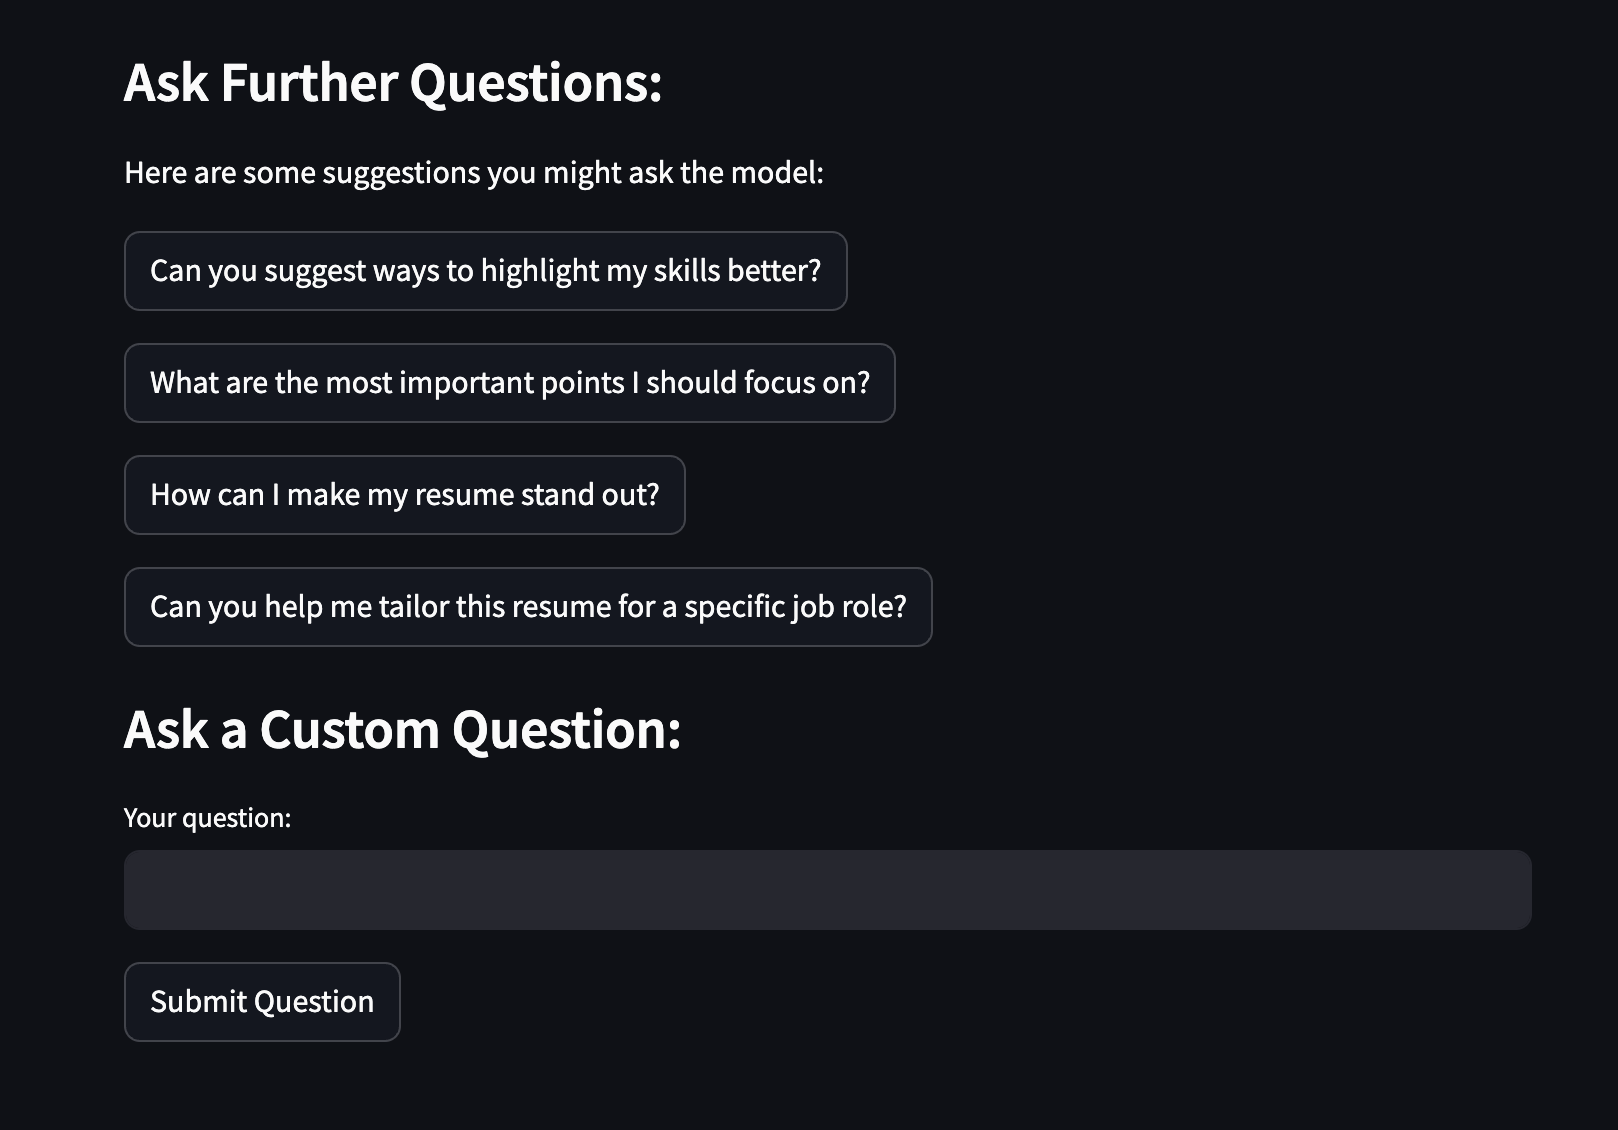 Ask Further Questions:
Here are some suggestions you might ask the model:
Can you suggest ways to highlight my skills better?
What are the most important points I should focus on?
How can I make my resume stand out?
Can you help me tailor this resume for a specific job role?
Ask a Custom Question:
Your question:
Submit Question